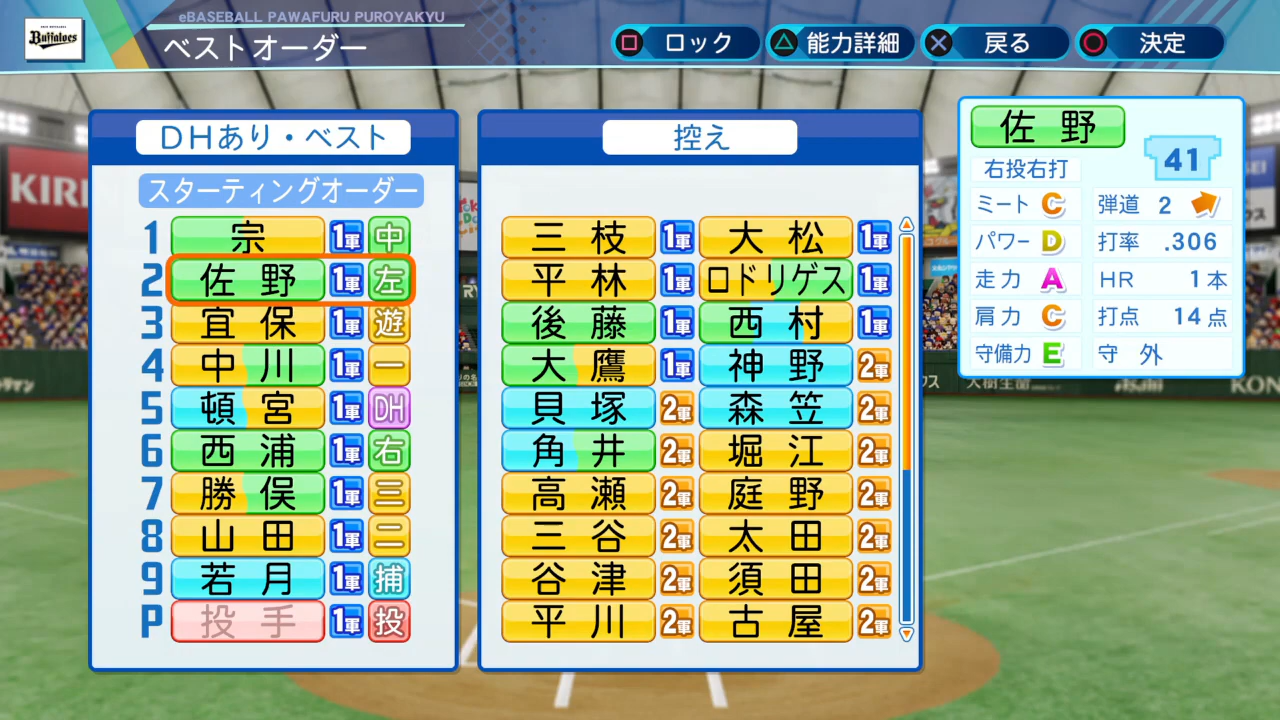 Buffaloes
eBASEBALL PAWAFURU PUROYAKYU
ベストオーダー
ロック 能力詳細 戻る 決定
DHあり・ベスト
スターティングオーダー
1 宗 1軍 中
2 佐野 1軍 左
3 宜保 1軍 遊
4 中川 1軍 一
5 頓宮 1軍 DH
6 西浦 1軍 右
7 勝俣 1軍 三
8 山田 1軍 二
9 若月 1軍 捕
P 投手 1軍 投
控え
三枝 1軍 大松 1軍
平林 1軍 ロドリゲス 1軍
後藤 1軍 西村 1軍
大鷹 1軍 神野 2軍
貝塚 2軍 森笠 2軍
角井 2軍 堀江 2軍
高瀬 2軍 庭野 2軍
三谷 2軍 太田 2軍
谷津 2軍 須田 2軍
平川 2軍 古屋 2軍
佐野
41
右投右打
ミート C 弾道 2
パワー D 打率 .306
走力 A HR 1本
肩力 C 打点 14点
守備力 E 守 外
KIRI
KON